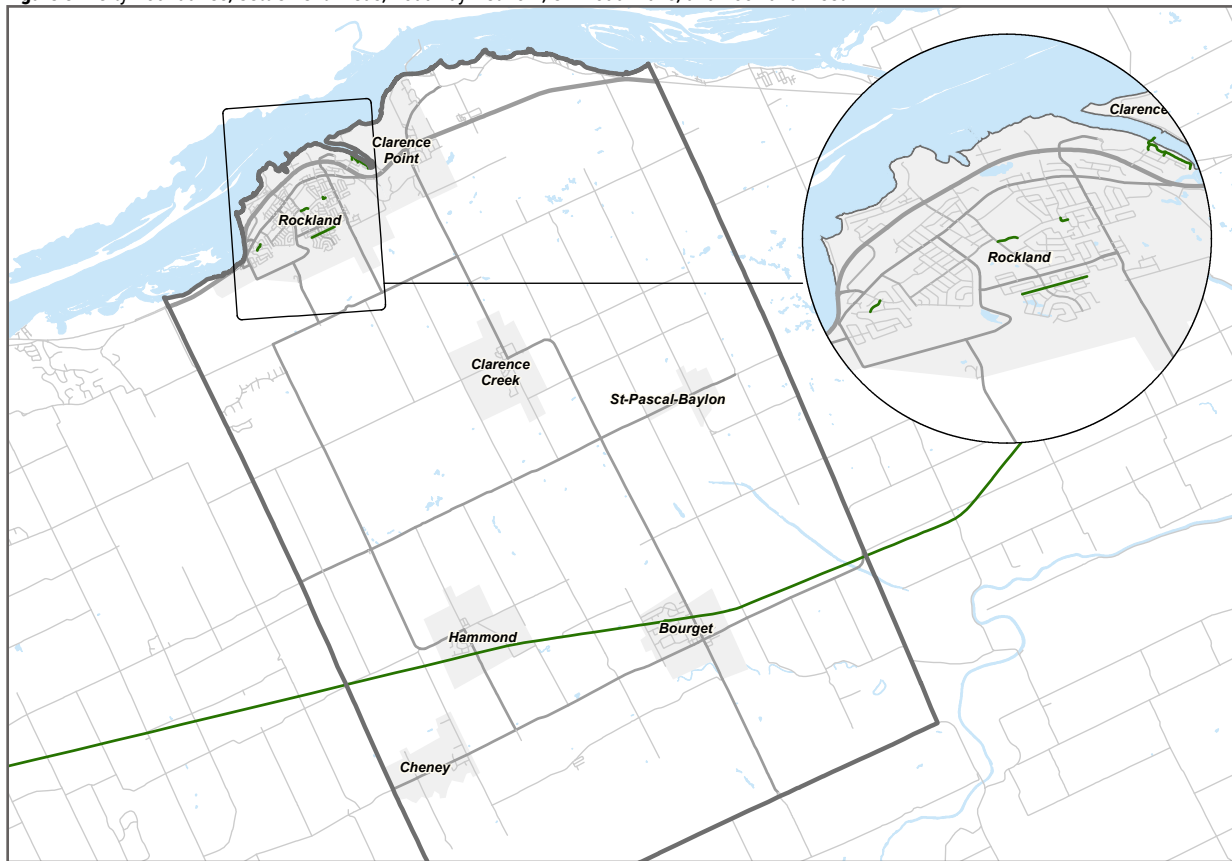 Clarence
Clarence
Point
Rockland
Rockland
Clarence
Creek
St-Pascal-Baylon
Hammond
Bourget
Cheney